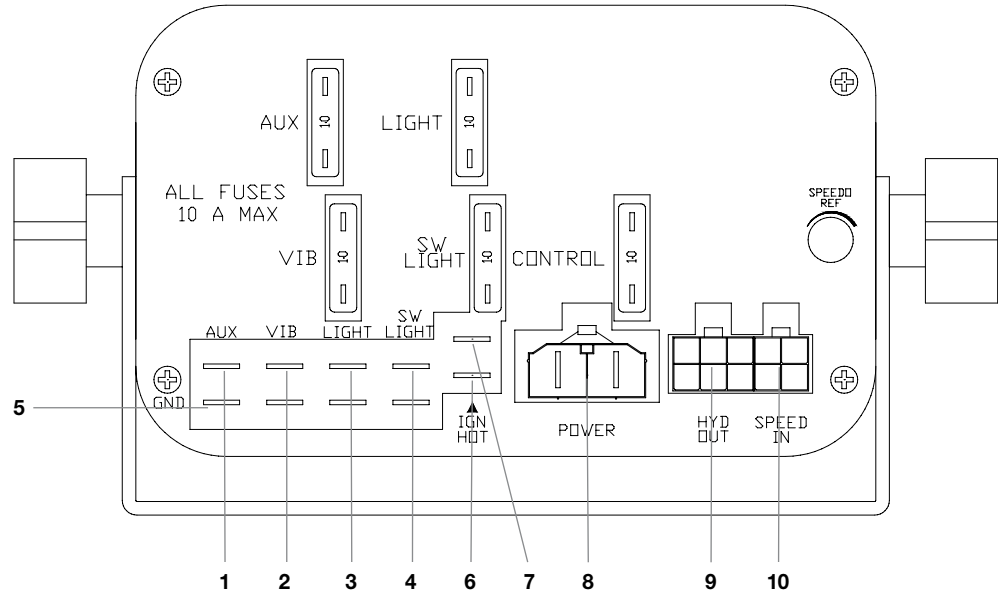 AUX
10
LIGHT
10
ALL FUSES
10 A MAX
SPEEDO
REF
VIB
10
SW
LIGHT
10
CONTROL
10
AUX
VIB
LIGHT
SW
LIGHT
5
GND
IGN
HOT
POWER
HYD
OUT
SPEED
IN
1 2 3 4 6 7 8 9 10